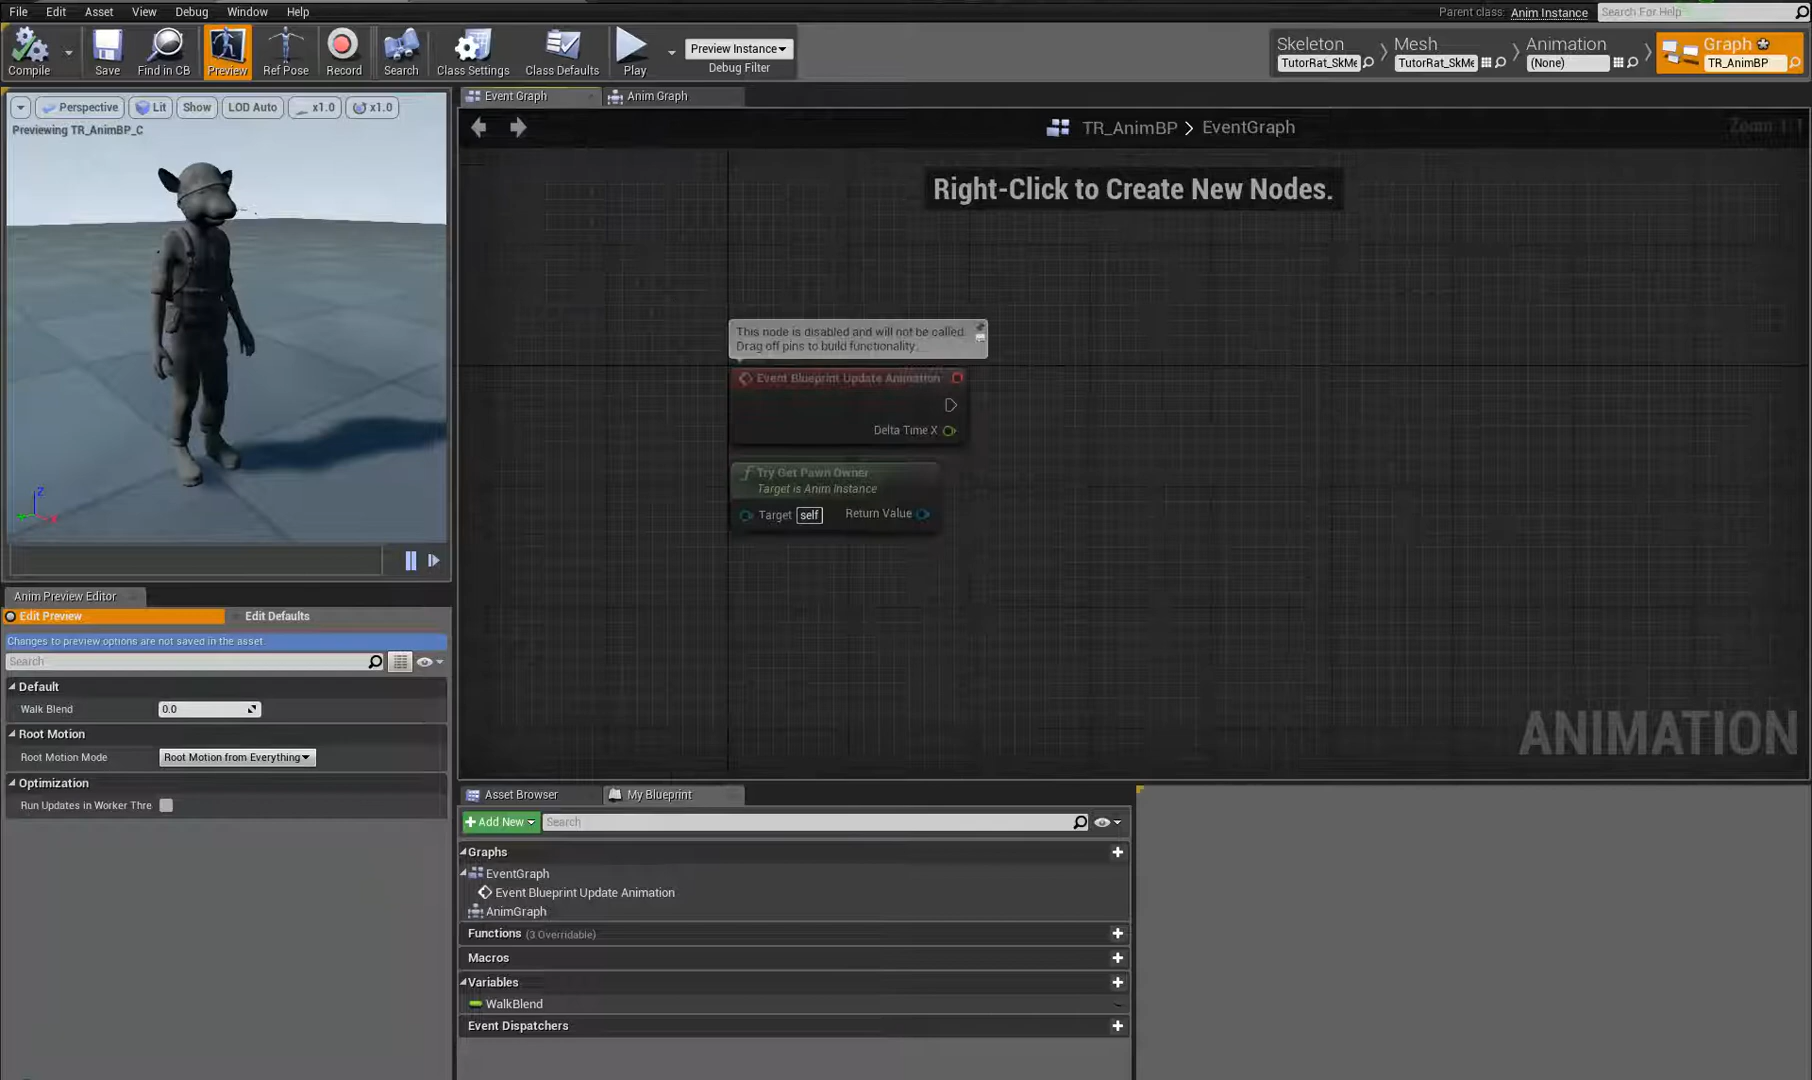 File Edit Asset View Debug Window Help
Parent class: Anim Instance Search For Help
Compile Save Find in CB Preview Ref Pose Record Search Class Settings Class Defaults Play
Preview Instance
Debug Filter
Skeleton
TutorRat_SkMe
Mesh
TutorRat_SkMe
Animation
(None)
Graph
TR_AnimBP
Perspective Lit Show LOD Auto x1.0 x1.0
Previewing TR_AnimBP_C
Z
X
Event Graph Anim Graph
TR_AnimBP > EventGraph
Zoom 1:1
Right-Click to Create New Nodes.
This node is disabled and will not be called.
Drag off pins to build functionality.
Event Blueprint Update Animation
Delta Time X
f Try Get Pawn Owner
Target is Anim Instance
Target self Return Value
ANIMATION
Anim Preview Editor
Edit Preview Edit Defaults
Changes to preview options are not saved in the asset.
Search
Default
Walk Blend 0.0
Root Motion
Root Motion Mode Root Motion from Everything
Optimization
Run Updates in Worker Thre
Asset Browser My Blueprint
+ Add New Search
Graphs
EventGraph
Event Blueprint Update Animation
AnimGraph
Functions (3 Overridable)
Macros
Variables
WalkBlend
Event Dispatchers